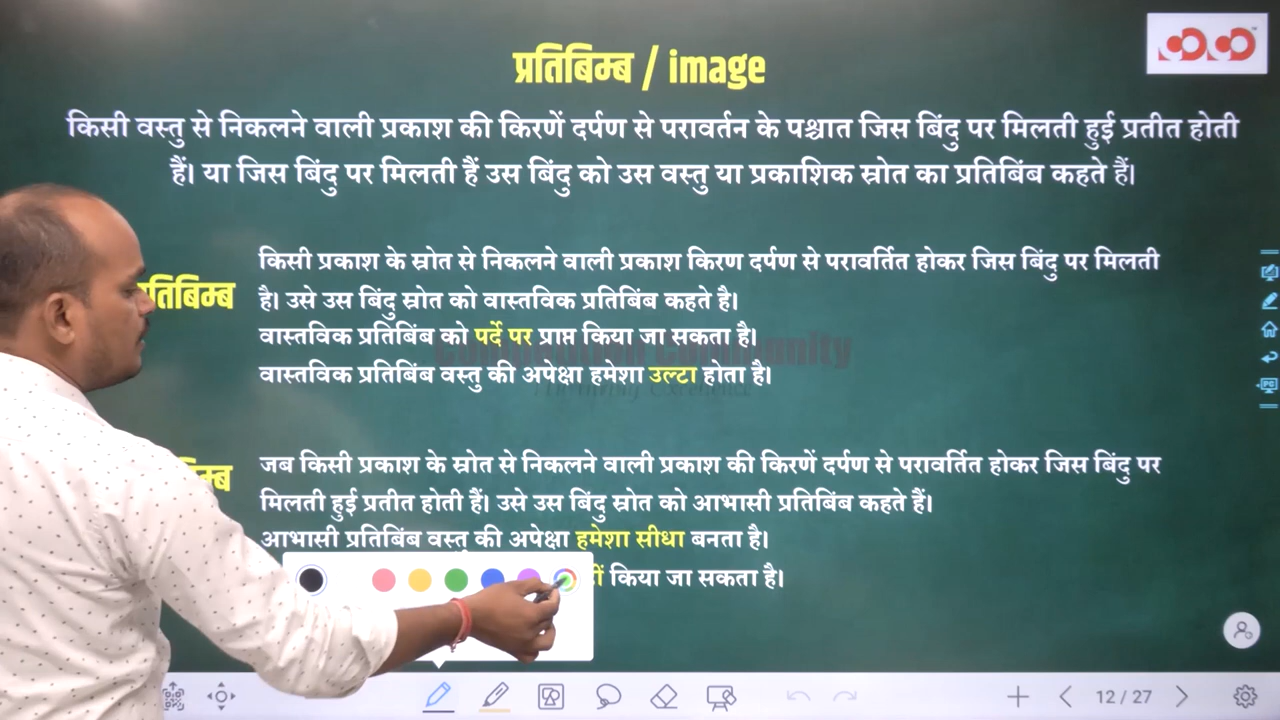 प्रतिबिम्ब / image
किसी वस्तु से निकलने वाली प्रकाश की किरणें दर्पण से परावर्तन के पश्चात जिस बिंदु पर मिलती हुई प्रतीत होती
हैं। या जिस बिंदु पर मिलती हैं उस बिंदु को उस वस्तु या प्रकाशिक स्रोत का प्रतिबिंब कहते हैं।
किसी प्रकाश के स्रोत से निकलने वाली प्रकाश किरण दर्पण से परावर्तित होकर जिस बिंदु पर मिलती
है। उसे उस बिंदु स्रोत को वास्तविक प्रतिबिंब कहते है।
वास्तविक प्रतिबिंब को पर्दे पर प्राप्त किया जा सकता है।
वास्तविक प्रतिबिंब वस्तु की अपेक्षा हमेशा उल्टा होता है।
जब किसी प्रकाश के स्रोत से निकलने वाली प्रकाश की किरणें दर्पण से परावर्तित होकर जिस बिंदु पर
मिलती हुई प्रतीत होती हैं। उसे उस बिंदु स्रोत को आभासी प्रतिबिंब कहते हैं।
आभासी प्रतिबिंब वस्तु की अपेक्षा हमेशा सीधा बनता है।
किया जा सकता है।
PC
12 / 27